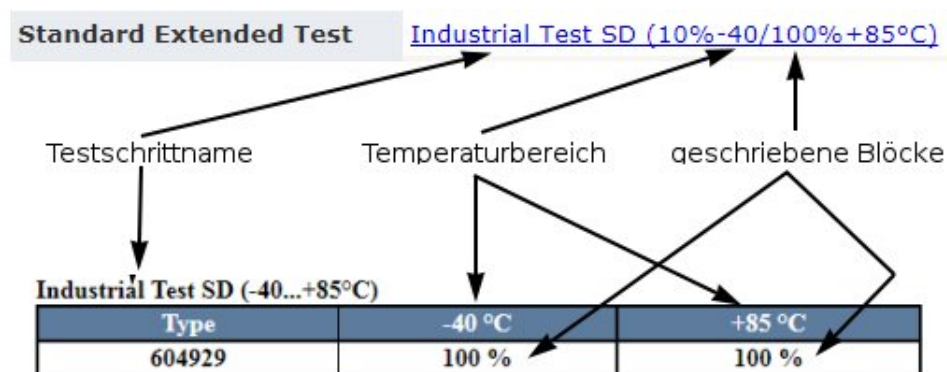 Standard Extended Test Industrial Test SD (10%-40/100%+85°C)
Testschrittname Temperaturbereich geschriebene Blöcke
Industrial Test SD (-40...+85°C)
Type -40 °C +85 °C
604929 100 % 100 %